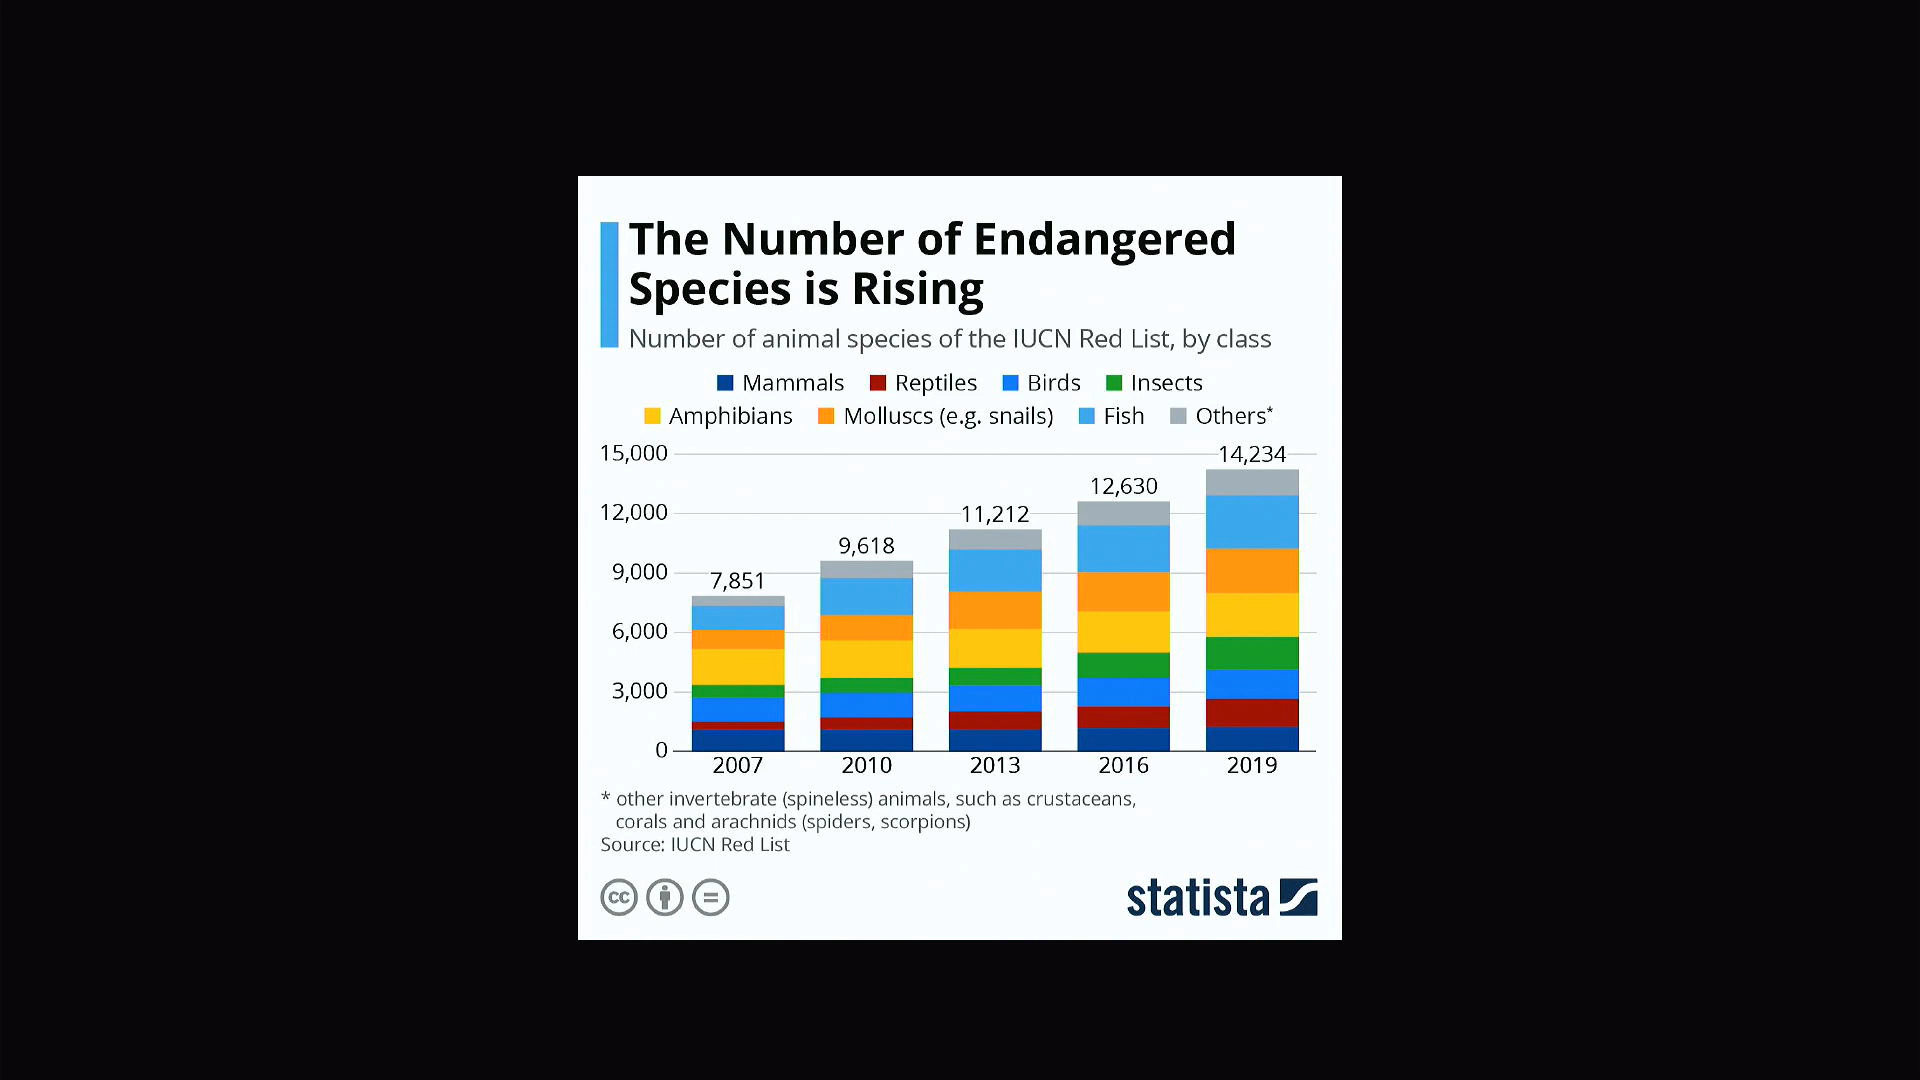 The Number of Endangered
Species is Rising
Number of animal species of the IUCN Red List, by class
Mammals Reptiles Birds Insects
Amphibians Molluscs (e.g. snails) Fish Others*
15,000
12,000
9,000
6,000
3,000
0
7,851
9,618
11,212
12,630
14,234
2007 2010 2013 2016 2019
* other invertebrate (spineless) animals, such as crustaceans,
corals and arachnids (spiders, scorpions)
Source: IUCN Red List
cc
statista